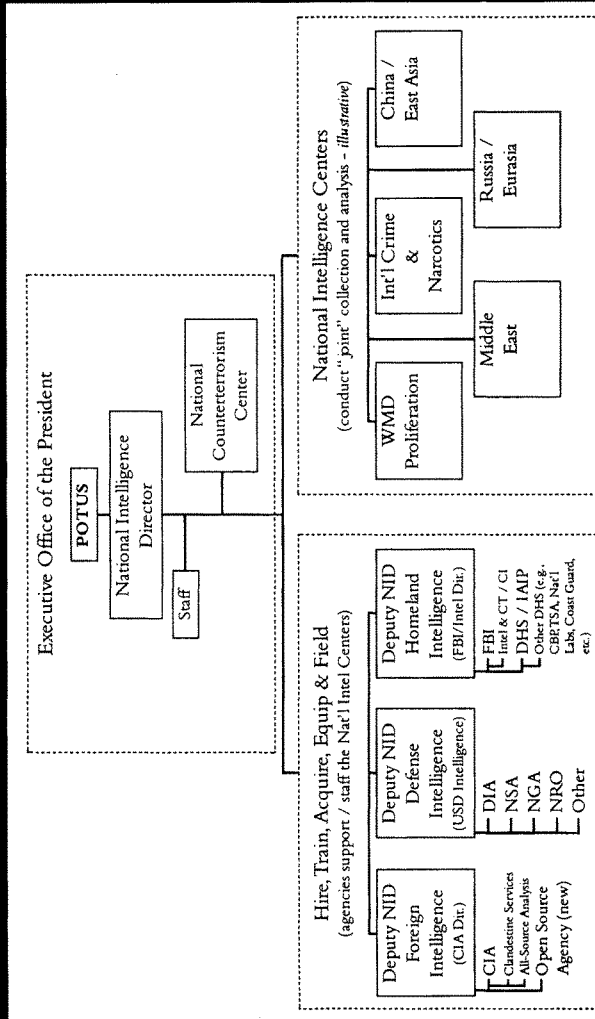 Executive Office of the President
POTUS
National Intelligence
Director
Staff
National
Counterterrorism
Center
Hire, Train, Acquire, Equip & Field
(agencies support / staff the Nat'l Intel Centers)
Deputy NID
Foreign
Intelligence
(CIA Dir.)
CIA
Clandestine Services
All-Source Analysis
Open Source
Agency (new)
Deputy NID
Defense
Intelligence
(USD Intelligence)
DIA
NSA
NGA
NRO
Other
Deputy NID
Homeland
Intelligence
(FBI/Intel Dir.)
FBI
Intel & CT / CI
DHS / IAIP
Other DHS (e.g.,
CBP, TSA, Nat'l
Labs, Coast Guard,
etc.)
National Intelligence Centers
(conduct "joint" collection and analysis - illustrative)
WMD
Proliferation
Int'l Crime
&
Narcotics
China /
East Asia
Middle
East
Russia /
Eurasia